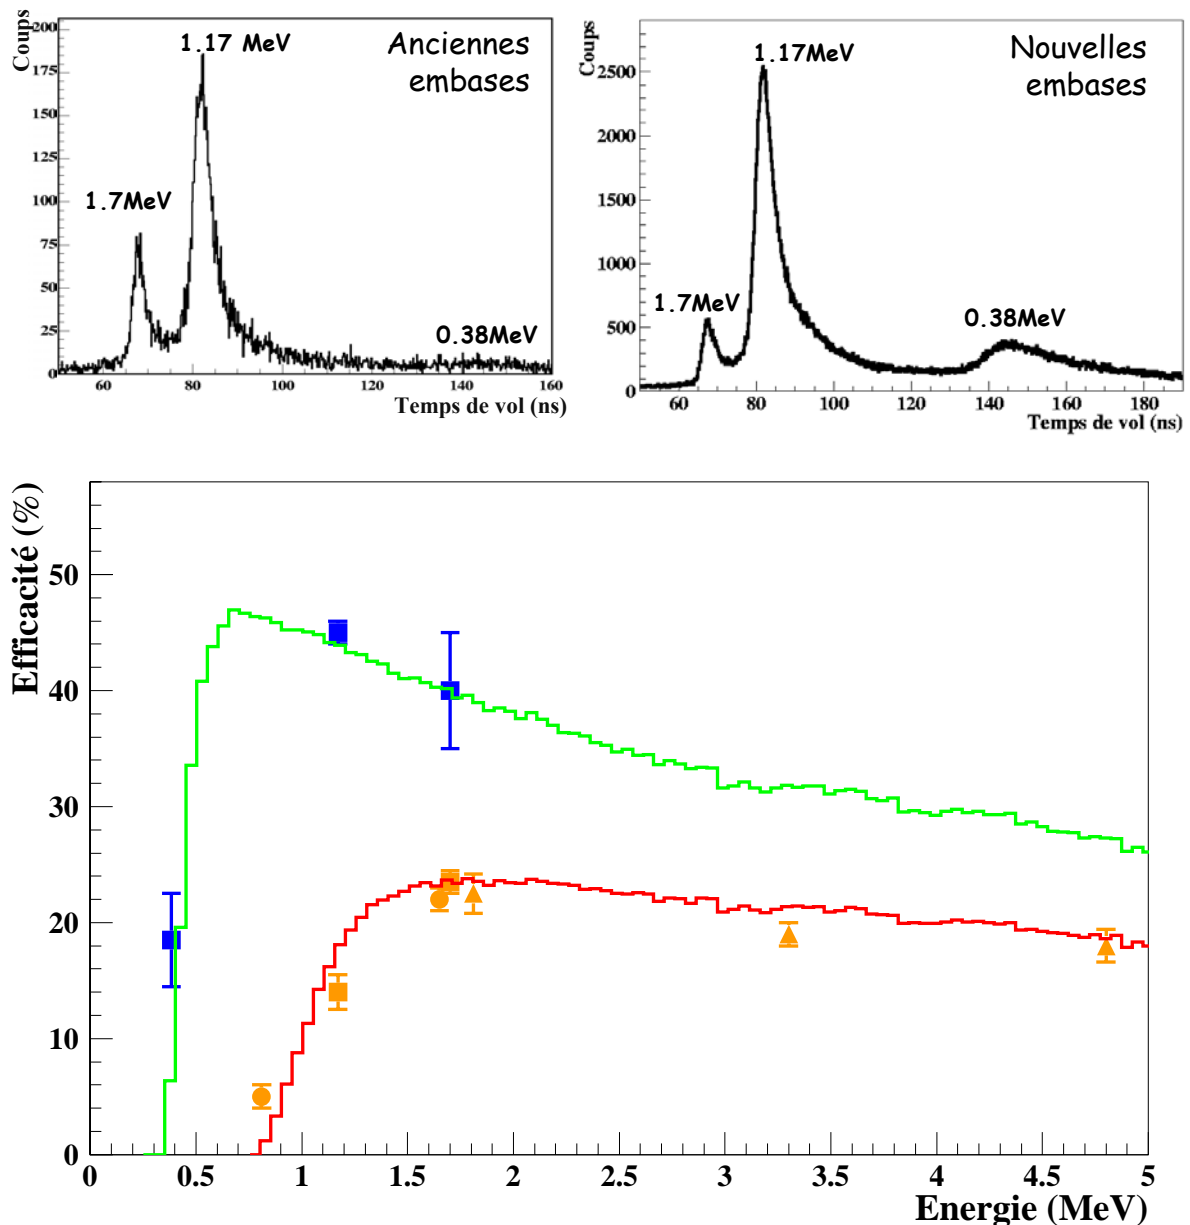 Coups
200
175
150
125
100
75
50
25
0
1.17 MeV
1.7MeV
0.38MeV
Anciennes
embases
60 80 100 120 140 160
Temps de vol (ns)
Coups
2500
2000
1500
1000
500
0
1.17MeV
1.7MeV
0.38MeV
Nouvelles
embases
60 80 100 120 140 160 180
Temps de vol (ns)
Efficacité (%)
50
40
30
20
10
0
0 0.5 1 1.5 2 2.5 3 3.5 4 4.5 5
Energie (MeV)